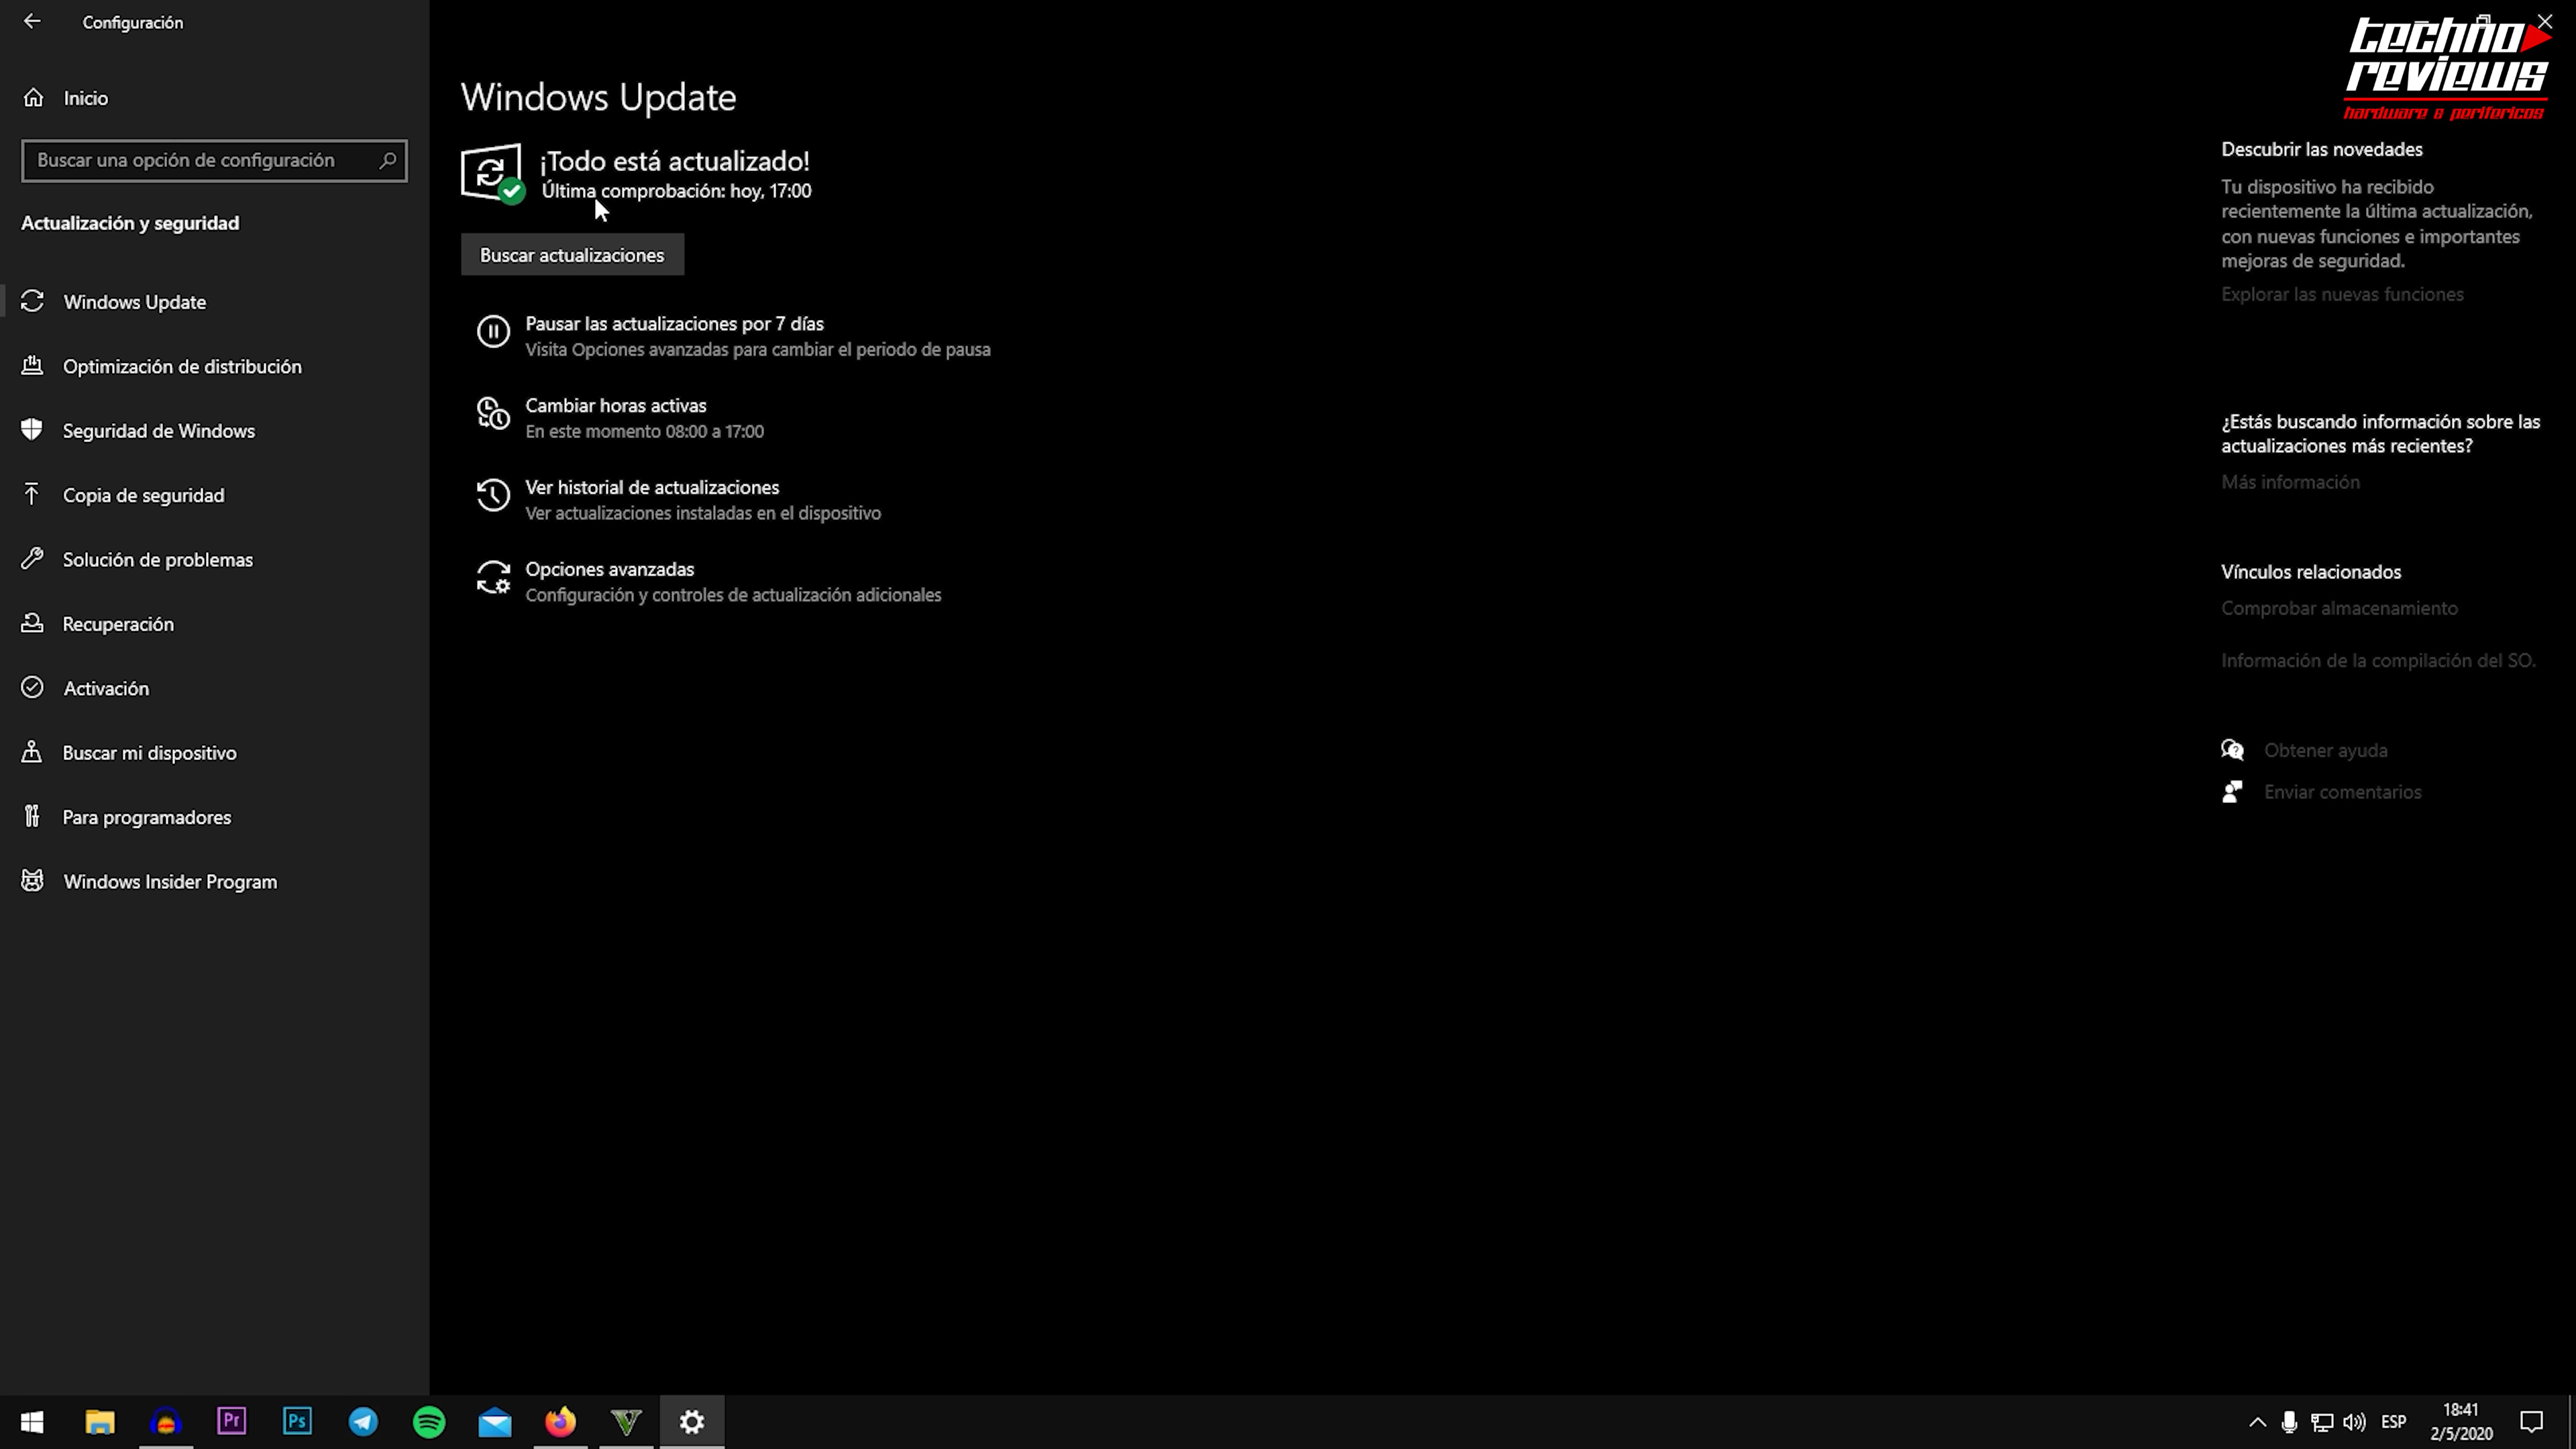 Configuración
techno
reviews
hardware e perifericos
Inicio
Buscar una opción de configuración
Actualización y seguridad
Windows Update
Optimización de distribución
Seguridad de Windows
Copia de seguridad
Solución de problemas
Recuperación
Activación
Buscar mi dispositivo
Para programadores
Windows Insider Program
Windows Update
¡Todo está actualizado!
Última comprobación: hoy, 17:00
Buscar actualizaciones
Pausar las actualizaciones por 7 días
Visita Opciones avanzadas para cambiar el periodo de pausa
Cambiar horas activas
En este momento 08:00 a 17:00
Ver historial de actualizaciones
Ver actualizaciones instaladas en el dispositivo
Opciones avanzadas
Configuración y controles de actualización adicionales
Descubrir las novedades
Tu dispositivo ha recibido
recientemente la última actualización,
con nuevas funciones e importantes
mejoras de seguridad.
Explorar las nuevas funciones
¿Estás buscando información sobre las
actualizaciones más recientes?
Más información
Vínculos relacionados
Comprobar almacenamiento
Información de la compilación del SO.
Obtener ayuda
Enviar comentarios
Pr
Ps
ESP
18:41
2/5/2020